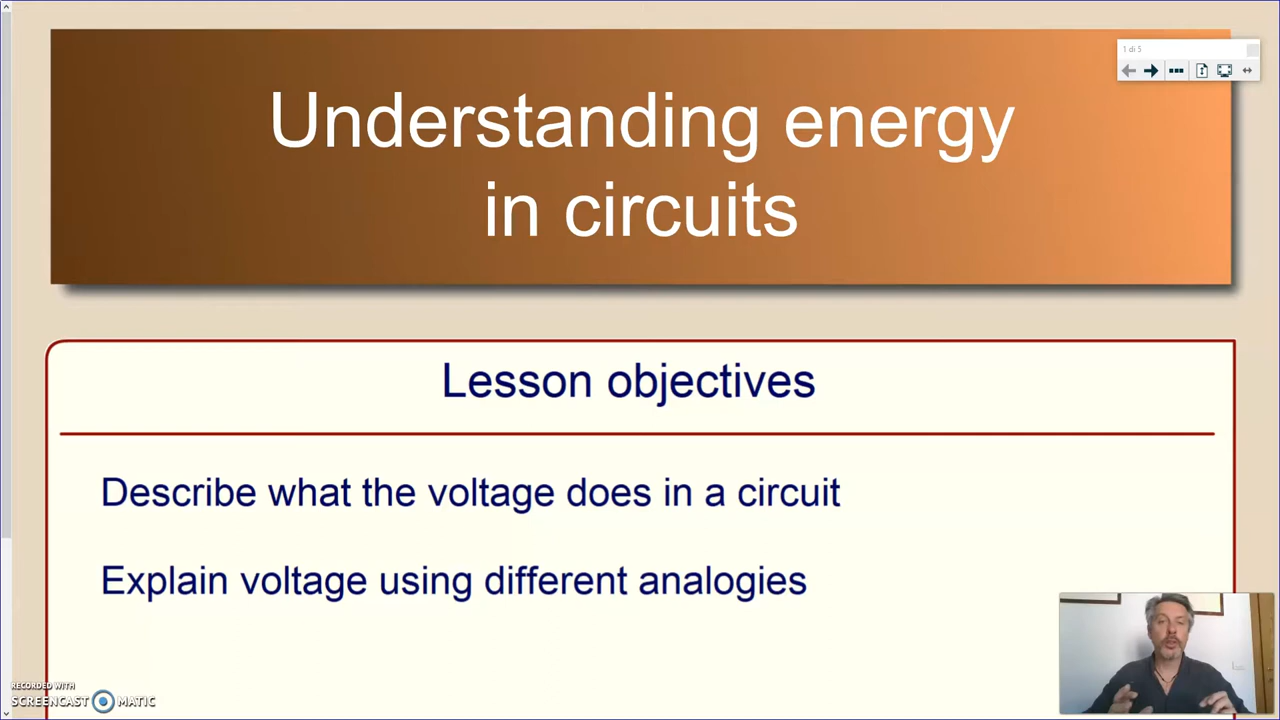 1 di 5
Understanding energy
in circuits
Lesson objectives
Describe what the voltage does in a circuit
Explain voltage using different analogies
RECORDED WITH
SCREENCAST MATIC